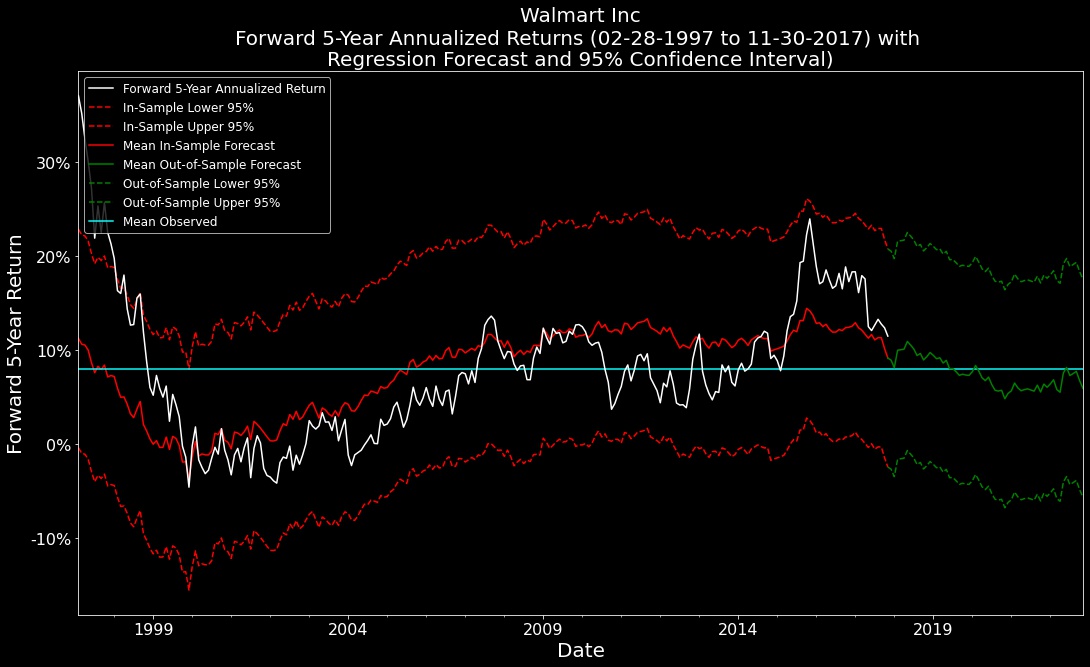 Walmart Inc
Forward 5-Year Annualized Returns (02-28-1997 to 11-30-2017) with
Regression Forecast and 95% Confidence Interval)
Forward 5-Year Annualized Return
In-Sample Lower 95%
In-Sample Upper 95%
Mean In-Sample Forecast
Mean Out-of-Sample Forecast
Out-of-Sample Lower 95%
Out-of-Sample Upper 95%
Mean Observed
Forward 5-Year Return
30%
20%
10%
0%
-10%
1999
2004
2009
2014
2019
Date